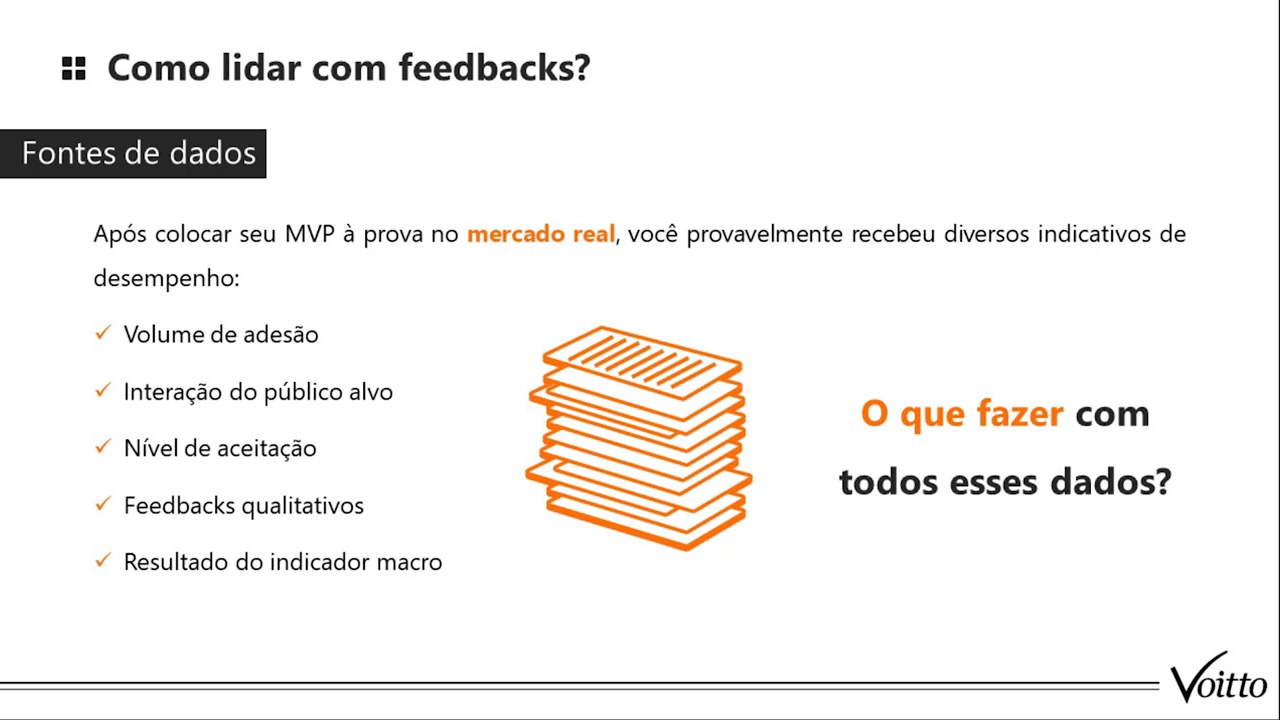 Como lidar com feedbacks?
Fontes de dados
Após colocar seu MVP à prova no mercado real, você provavelmente recebeu diversos indicativos de
desempenho:
Volume de adesão
Interação do público alvo
Nível de aceitação
Feedbacks qualitativos
Resultado do indicador macro
O que fazer com
todos esses dados?
Voitto